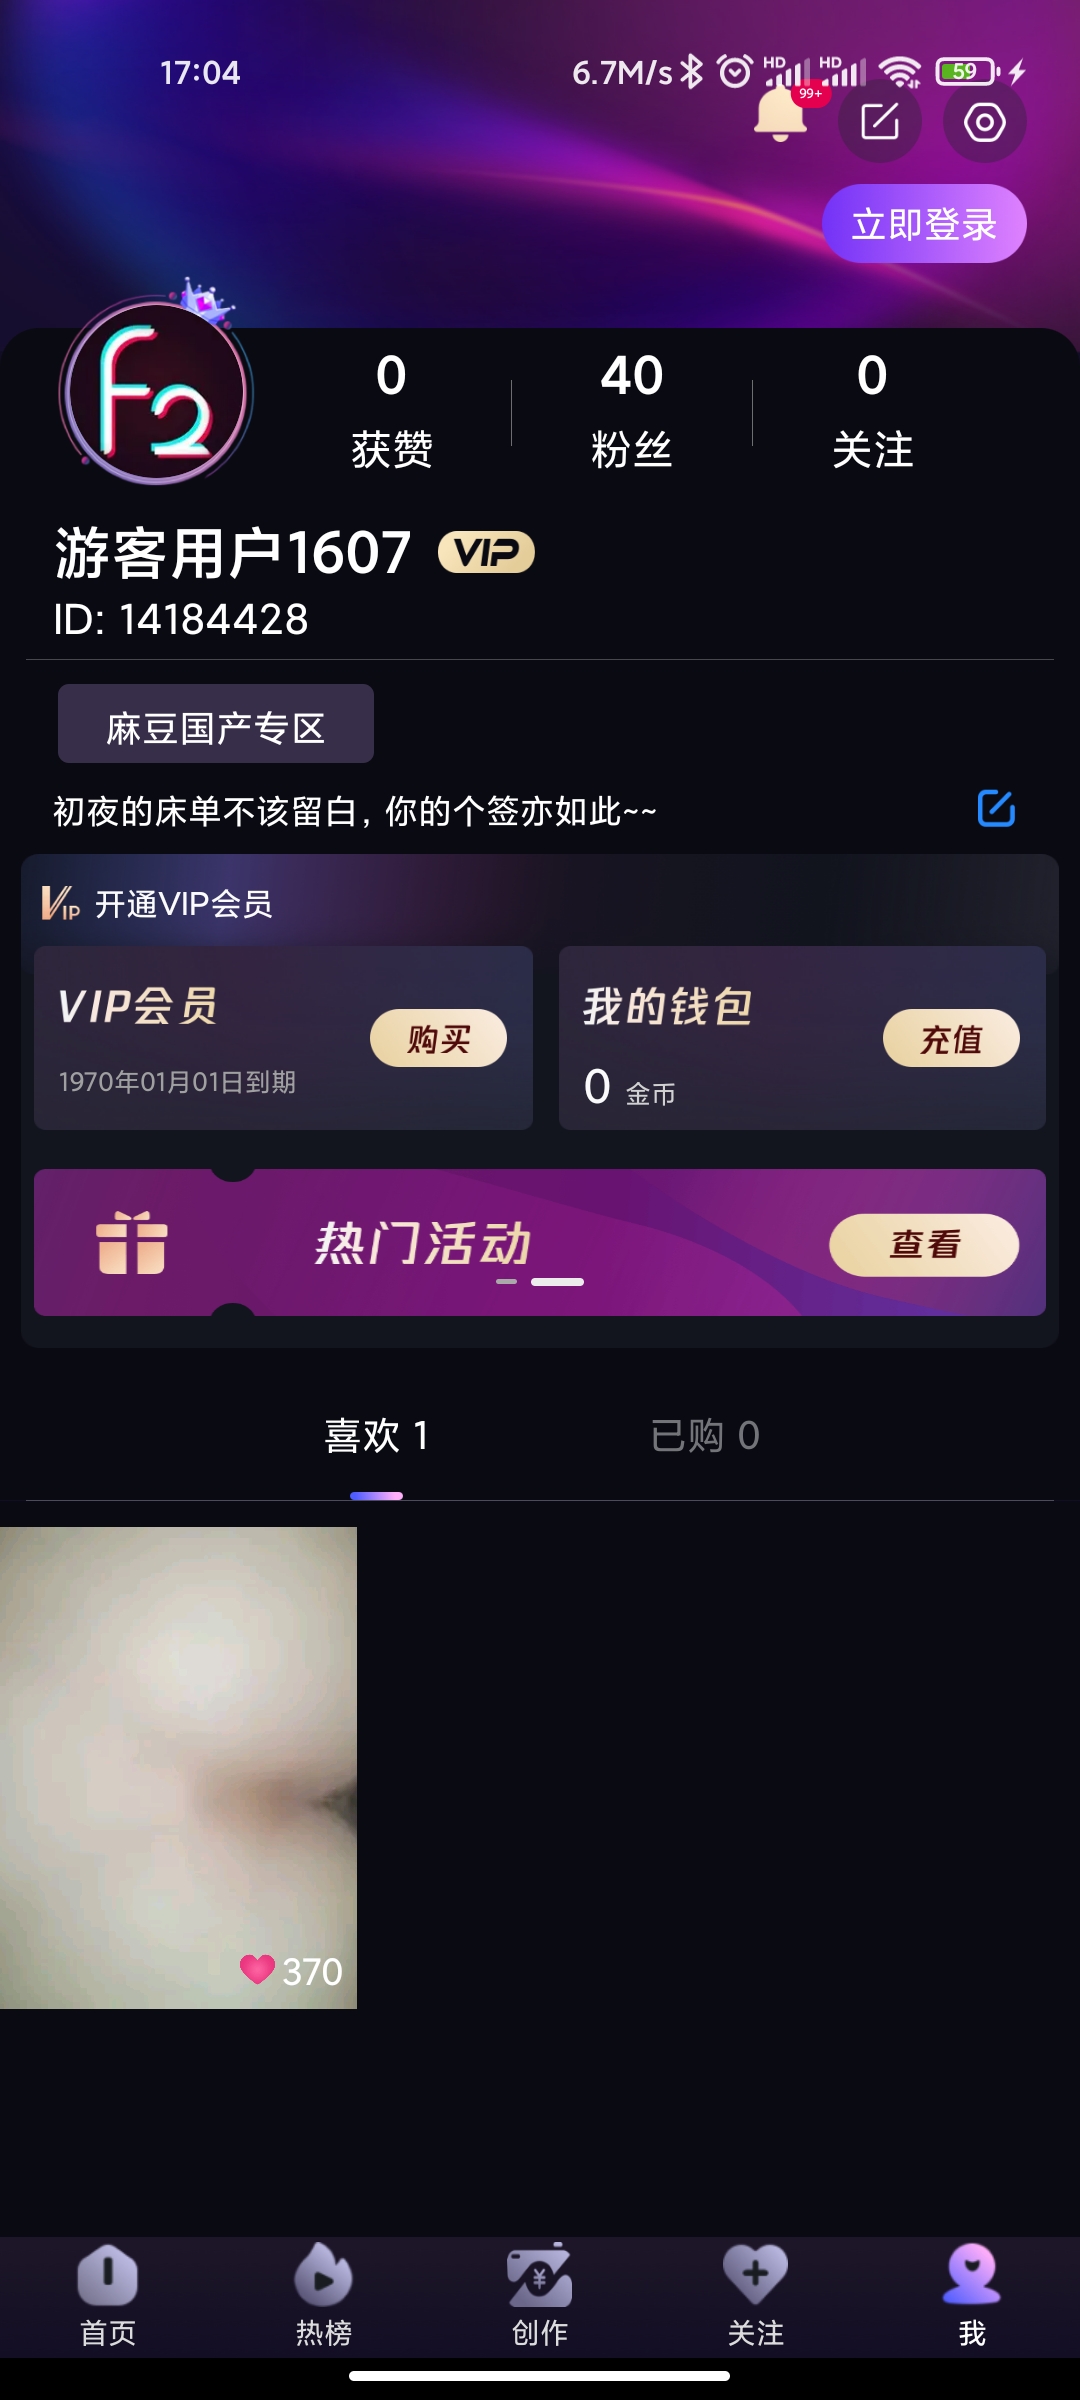 17:04
6.7M/s HD HD 59
99+
立即登录
F2
0 40 0
获赞 粉丝 关注
游客用户1607 VIP
ID: 14184428
麻豆国产专区
初夜的床单不该留白，你的个签亦如此~~
VIP 开通VIP会员
VIP会员 购买
1970年01月01日到期
我的钱包 充值
0 金币
热门活动 查看
喜欢 1 已购 0
370
首页 热榜 创作 关注 我